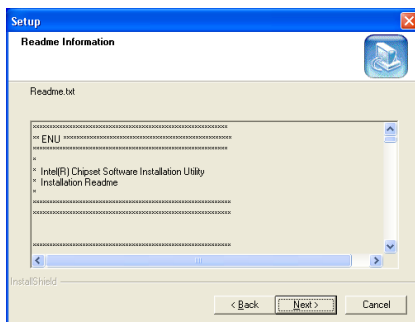 Setup
Readme Information
Readme.txt
************************************************************
** ENU ****************************************************
************************************************************
*
* Intel(R) Chipset Software Installation Utility
* Installation Readme
*
************************************************************
************************************************************
************************************************************
InstallShield
< Back
Next >
Cancel